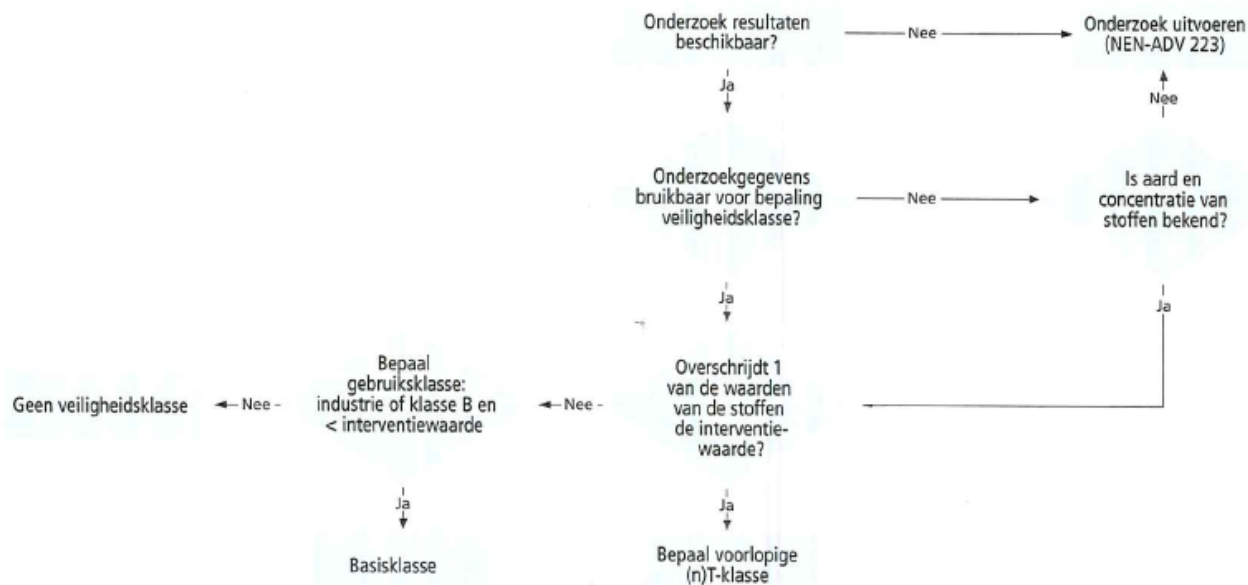 Onderzoek resultaten
beschikbaar?
Nee
Onderzoek uitvoeren
(NEN-ADV 223)
Ja
Nee
Onderzoekgegevens
bruikbaar voor bepaling
veiligheidsklasse?
Nee
Is aard en
concentratie van
stoffen bekend?
Ja
Ja
Geen veiligheidsklasse
Nee
Bepaal
gebruiksklasse:
industrie of klasse B en
< interventiewaarde
Nee
Overschrijdt 1
van de waarden
van de stoffen
de interventie-
waarde?
Ja
Ja
Basisklasse
Bepaal voorlopige
(n)T-klasse